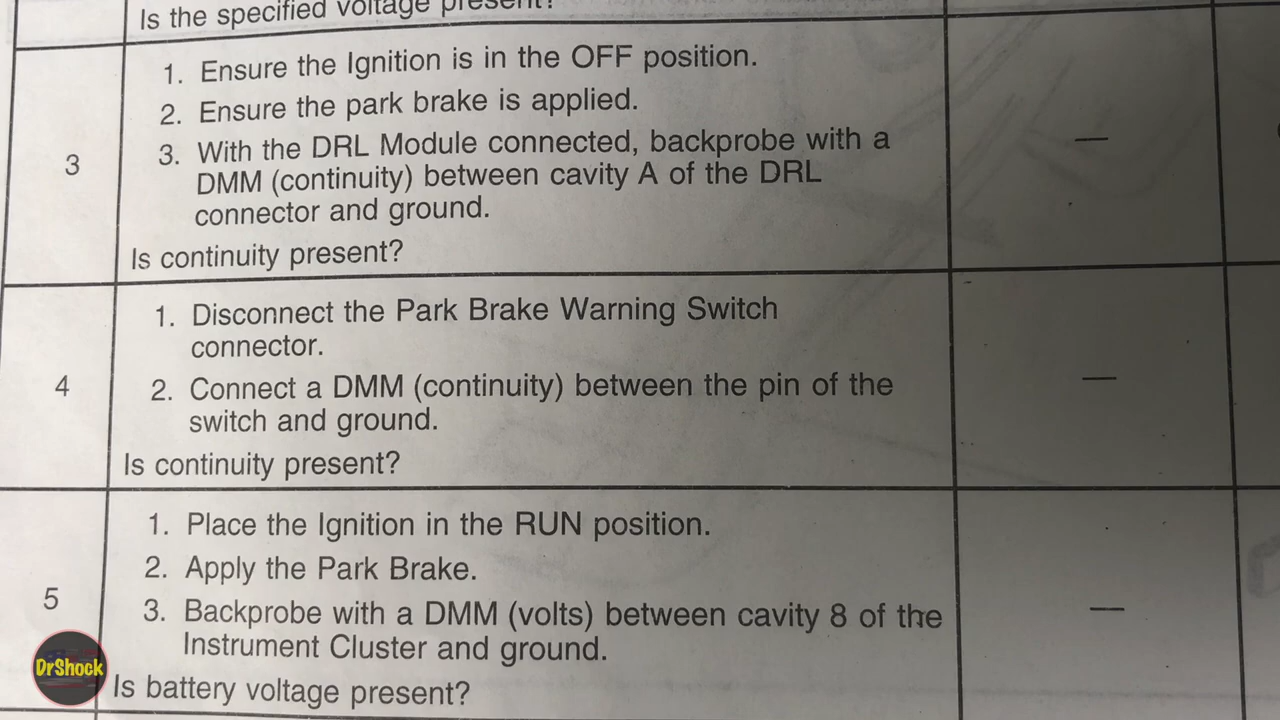 Is the specified voltage present?
3
1. Ensure the Ignition is in the OFF position.
2. Ensure the park brake is applied.
3. With the DRL Module connected, backprobe with a
DMM (continuity) between cavity A of the DRL
connector and ground.
Is continuity present?
—
4
1. Disconnect the Park Brake Warning Switch
connector.
2. Connect a DMM (continuity) between the pin of the
switch and ground.
Is continuity present?
—
5
1. Place the Ignition in the RUN position.
2. Apply the Park Brake.
3. Backprobe with a DMM (volts) between cavity 8 of the
Instrument Cluster and ground.
Is battery voltage present?
—
DrShock